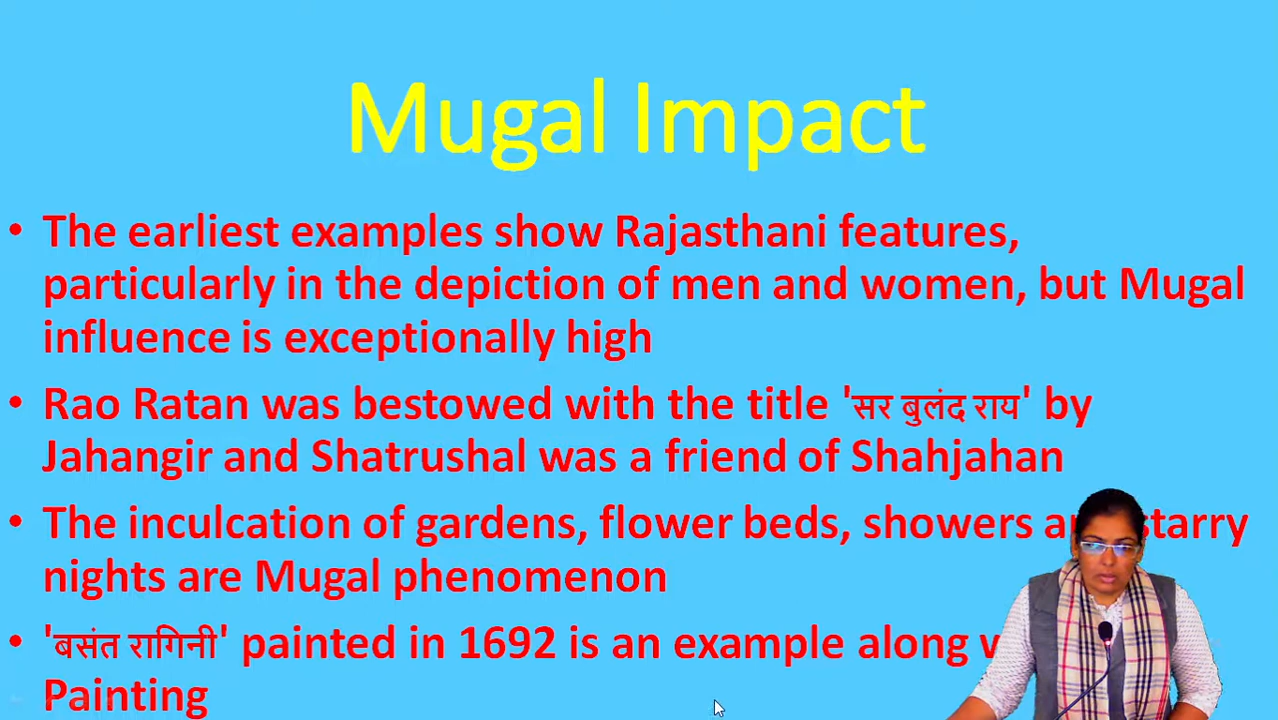 Mugal Impact
• The earliest examples show Rajasthani features,
particularly in the depiction of men and women, but Mugal
influence is exceptionally high
• Rao Ratan was bestowed with the title 'सर बुलंद राय' by
Jahangir and Shatrushal was a friend of Shahjahan
• The inculcation of gardens, flower beds, showers starry
nights are Mugal phenomenon
• 'बसंत रागिनी' painted in 1692 is an example along
Painting